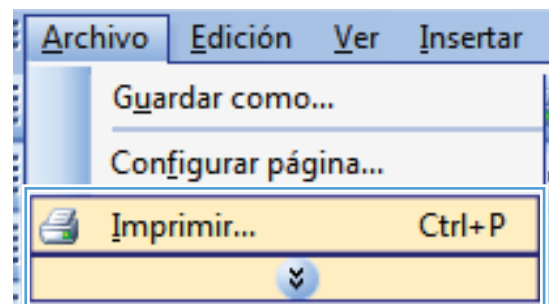 Archivo Edición Ver Insertar
Guardar como...
Configurar página...
Imprimir... Ctrl+P